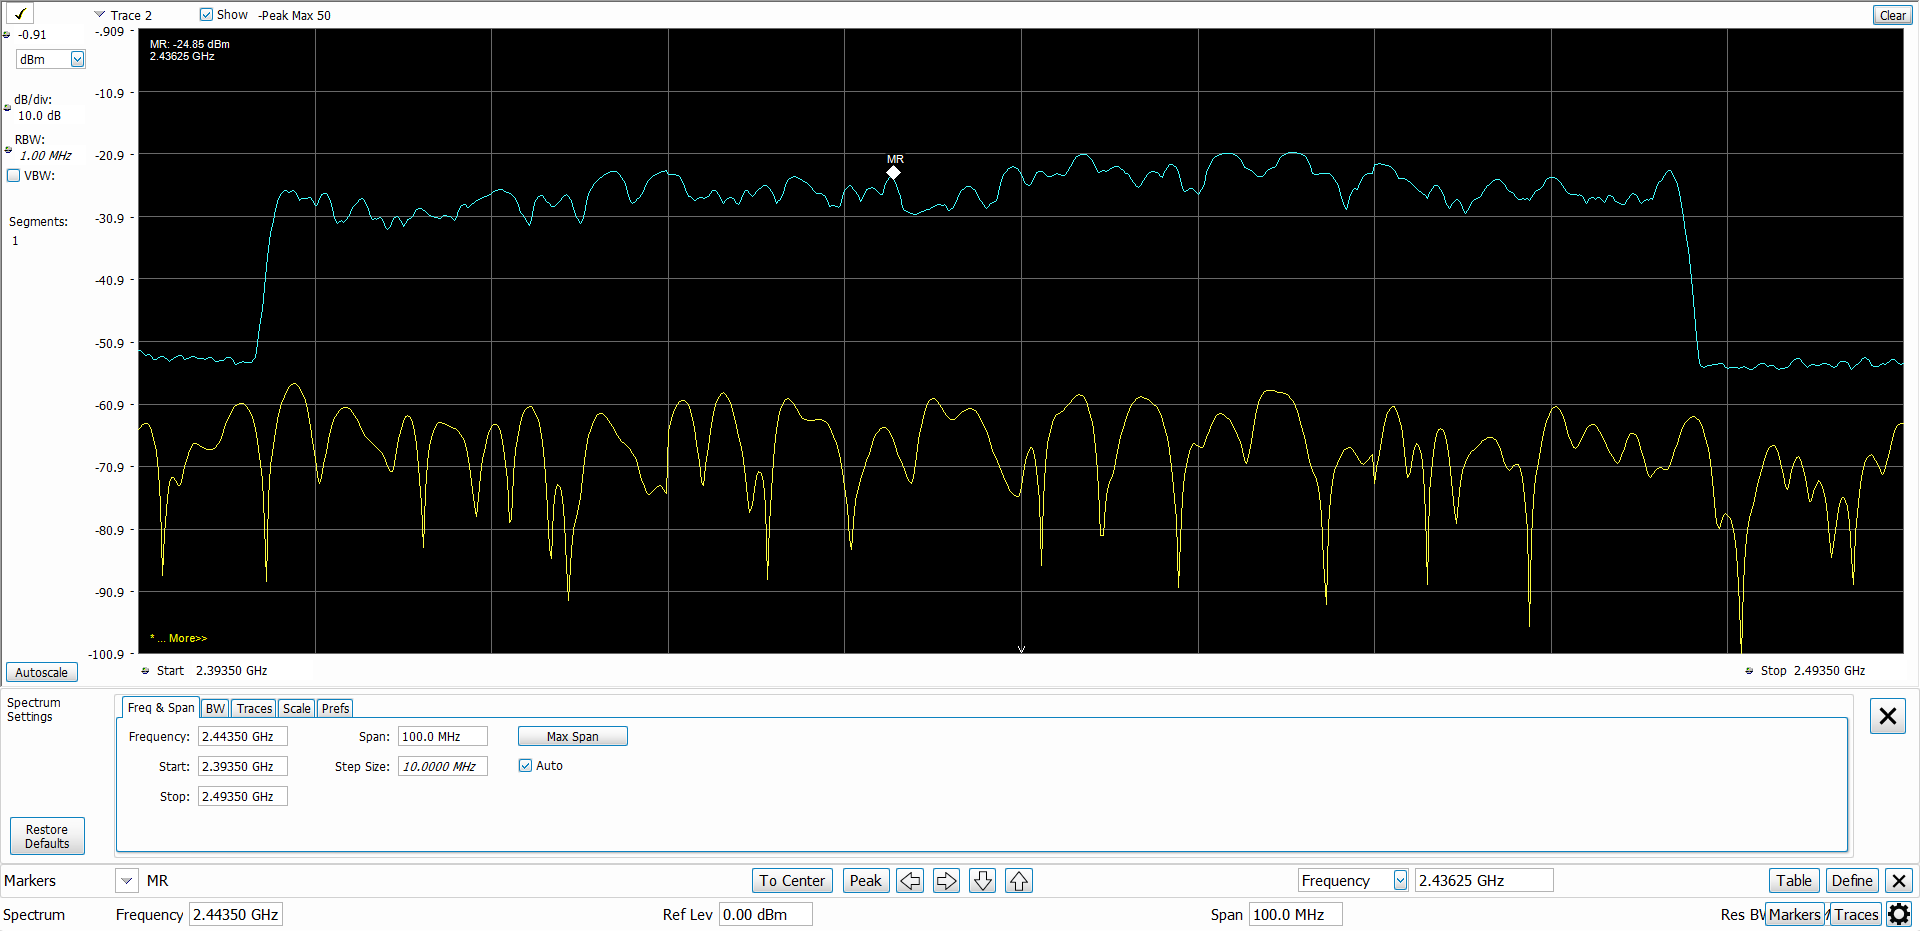 Trace 2 Show -Peak Max 50 Clear
-0.91
dBm
dB/div:
10.0 dB
RBW:
1.00 MHz
VBW:
Segments:
1
Autoscale
-.909
-10.9
-20.9
-30.9
-40.9
-50.9
-60.9
-70.9
-80.9
-90.9
-100.9
MR: -24.85 dBm
2.43625 GHz
MR
* ... More>>
Start 2.39350 GHz Stop 2.49350 GHz
Spectrum
Settings
Restore
Defaults
Freq & Span BW Traces Scale Prefs
Frequency: 2.44350 GHz Span: 100.0 MHz Max Span
Start: 2.39350 GHz Step Size: 10.0000 MHz Auto
Stop: 2.49350 GHz
Markers MR To Center Peak Frequency 2.43625 GHz Table Define
Spectrum Frequency 2.44350 GHz Ref Lev 0.00 dBm Span 100.0 MHz Res Markers Traces